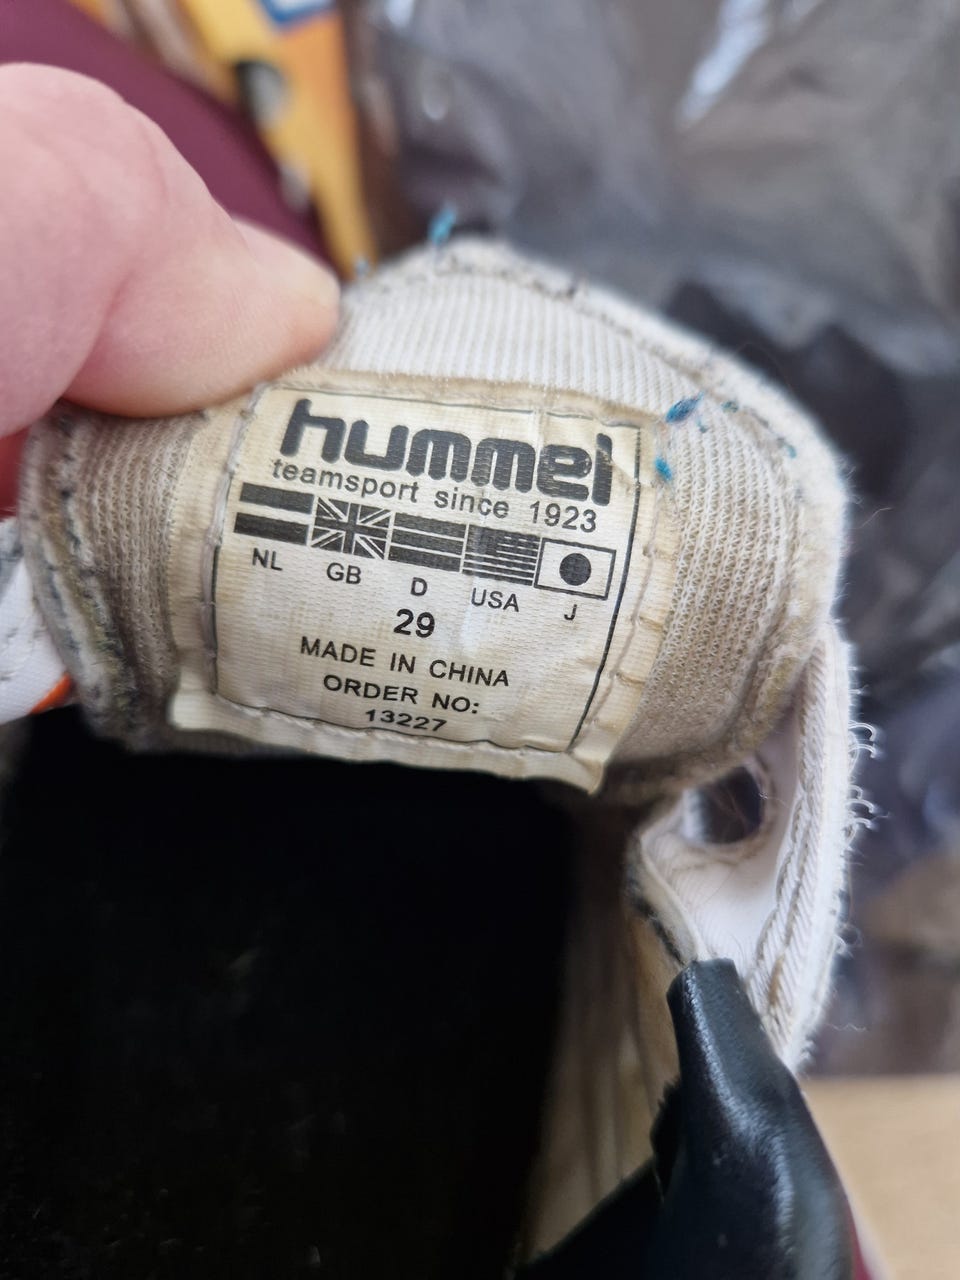 hummel
teamsport since 1923
NL GB D USA J
29
MADE IN CHINA
ORDER NO:
13227